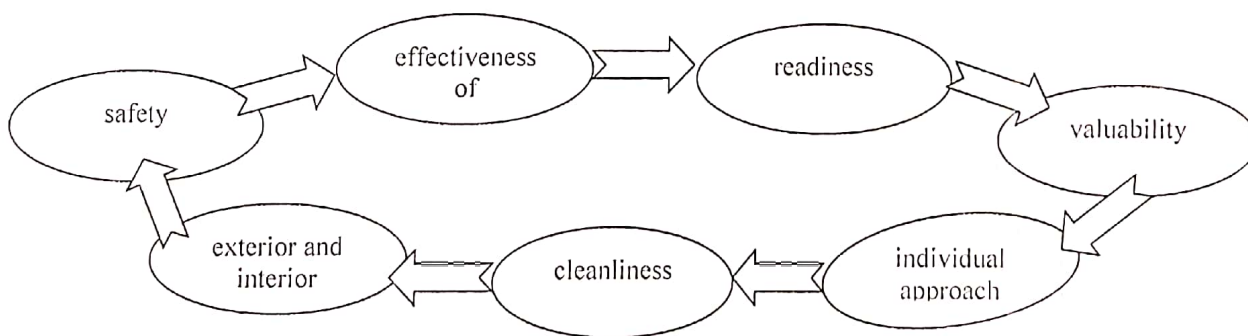 effectiveness
of
readiness
safety
valuability
exterior and
interior
cleanliness
individual
approach